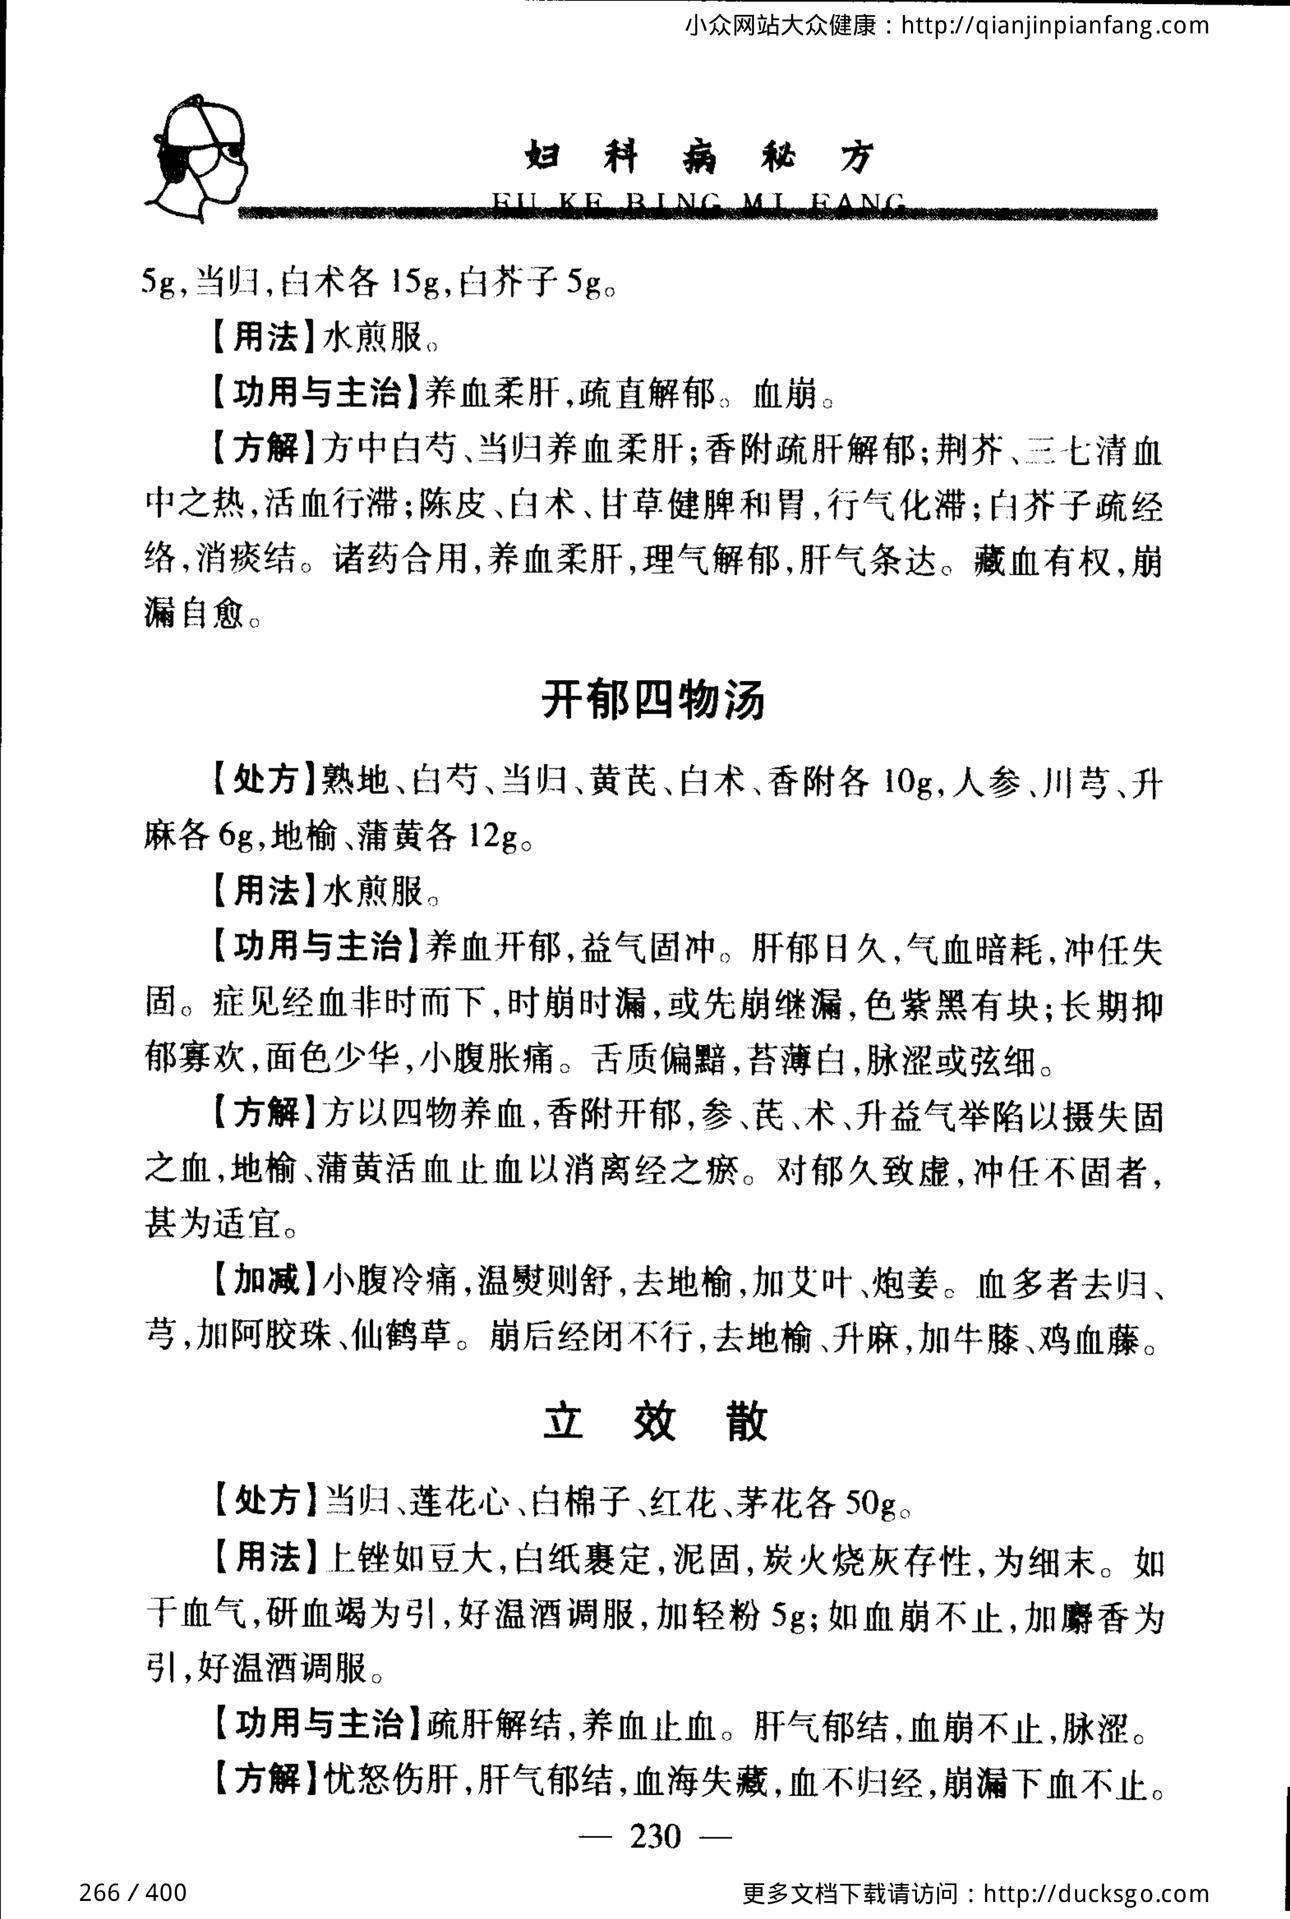 小众网站大众健康：http://qianjinpianfang.com
妇科病秘方
FU KE BING MI FANG
5g,当归,白术各15g,白芥子5g。
【用法】水煎服。
【功用与主治】养血柔肝,疏直解郁。血崩。
【方解】方中白芍、当归养血柔肝;香附疏肝解郁;荆芥、三七清血
中之热,活血行滞;陈皮、白术、甘草健脾和胃,行气化滞;白芥子疏经
络,消痰结。诸药合用,养血柔肝,理气解郁,肝气条达。藏血有权,崩
漏自愈。
开郁四物汤
【处方】熟地、白芍、当归、黄芪、白术、香附各10g,人参、川芎、升
麻各6g,地榆、蒲黄各12g。
【用法】水煎服。
【功用与主治】养血开郁,益气固冲。肝郁日久,气血暗耗,冲任失
固。症见经血非时而下,时崩时漏,或先崩继漏,色紫黑有块;长期抑
郁寡欢,面色少华,小腹胀痛。舌质偏黯,苔薄白,脉涩或弦细。
【方解】方以四物养血,香附开郁,参、芪、术、升益气举陷以摄失固
之血,地榆、蒲黄活血止血以消离经之瘀。对郁久致虚,冲任不固者,
甚为适宜。
【加减】小腹冷痛,温熨则舒,去地榆,加艾叶、炮姜。血多者去归、
芎,加阿胶珠、仙鹤草。崩后经闭不行,去地榆、升麻,加牛膝、鸡血藤。
立效散
【处方】当归、莲花心、白棉子、红花、茅花各50g。
【用法】上锉如豆大,白纸裹定,泥固,炭火烧灰存性,为细末。如
干血气,研血竭为引,好温酒调服,加轻粉5g;如血崩不止,加麝香为
引,好温酒调服。
【功用与主治】疏肝解结,养血止血。肝气郁结,血崩不止,脉涩。
【方解】忧怒伤肝,肝气郁结,血海失藏,血不归经,崩漏下血不止。
— 230 —
266 / 400
更多文档下载请访问：http://ducksgo.com